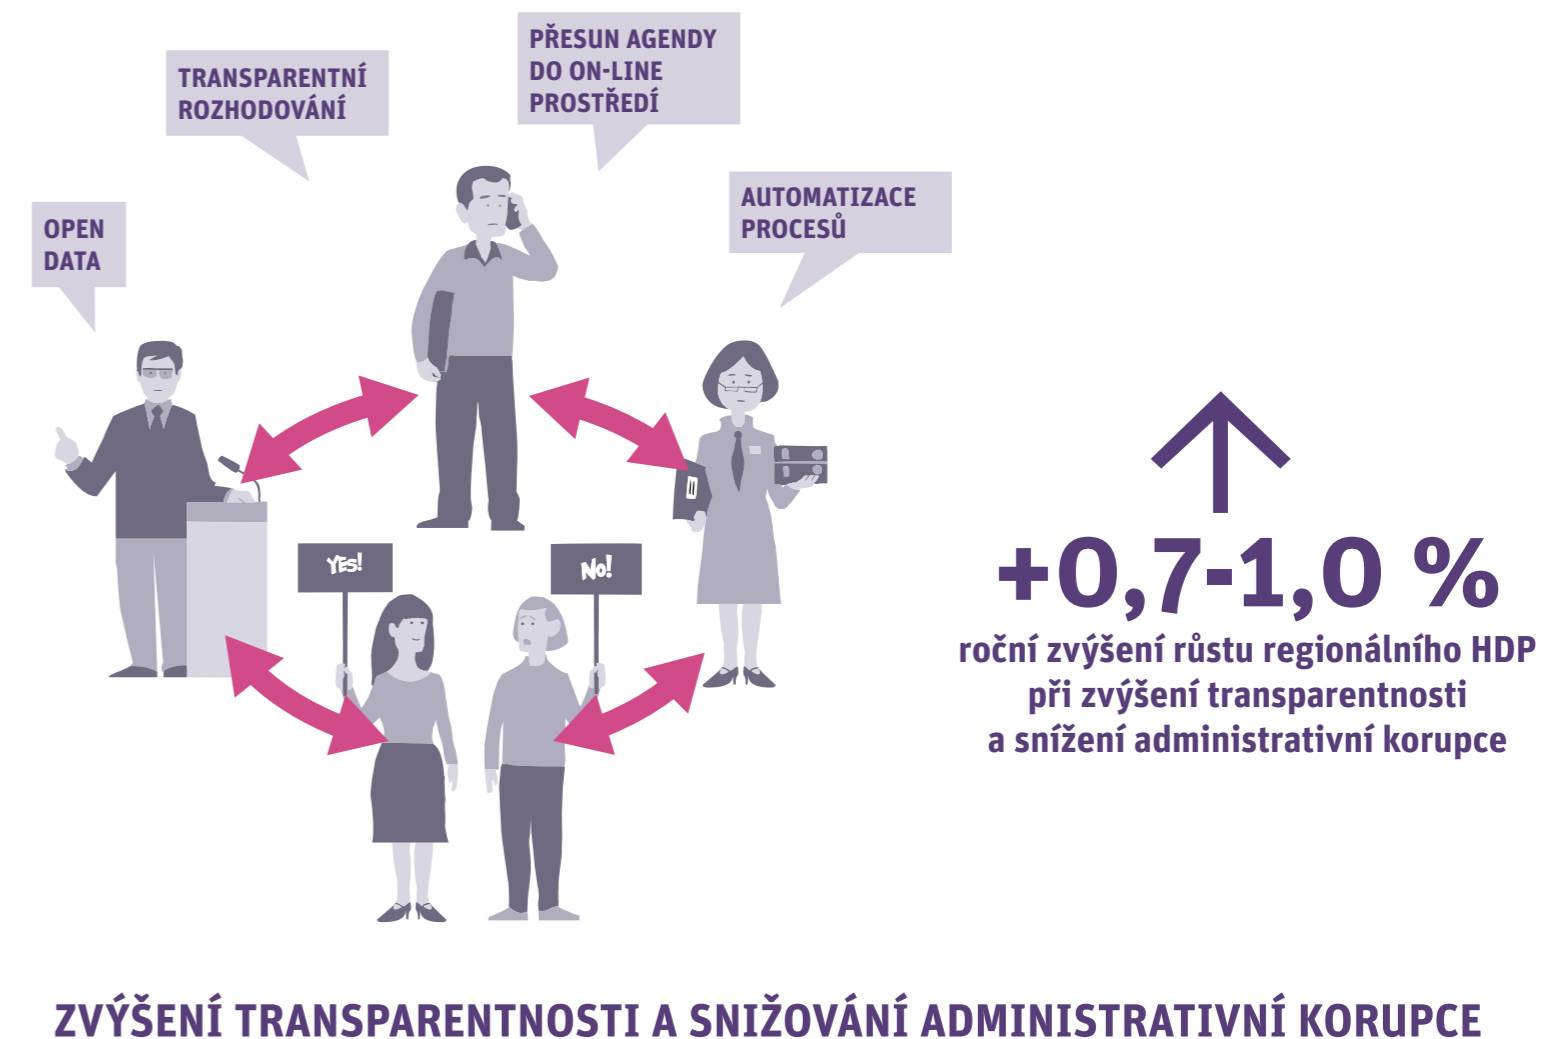 PŘESUN AGENDY
DO ON-LINE
PROSTŘEDÍ
TRANSPARENTNÍ
ROZHODOVÁNÍ
AUTOMATIZACE
PROCESŮ
OPEN
DATA
YES!
NO!
+0,7-1,0 %
roční zvýšení růstu regionálního HDP
při zvýšení transparentnosti
a snížení administrativní korupce
ZVÝŠENÍ TRANSPARENTNOSTI A SNIŽOVÁNÍ ADMINISTRATIVNÍ KORUPCE